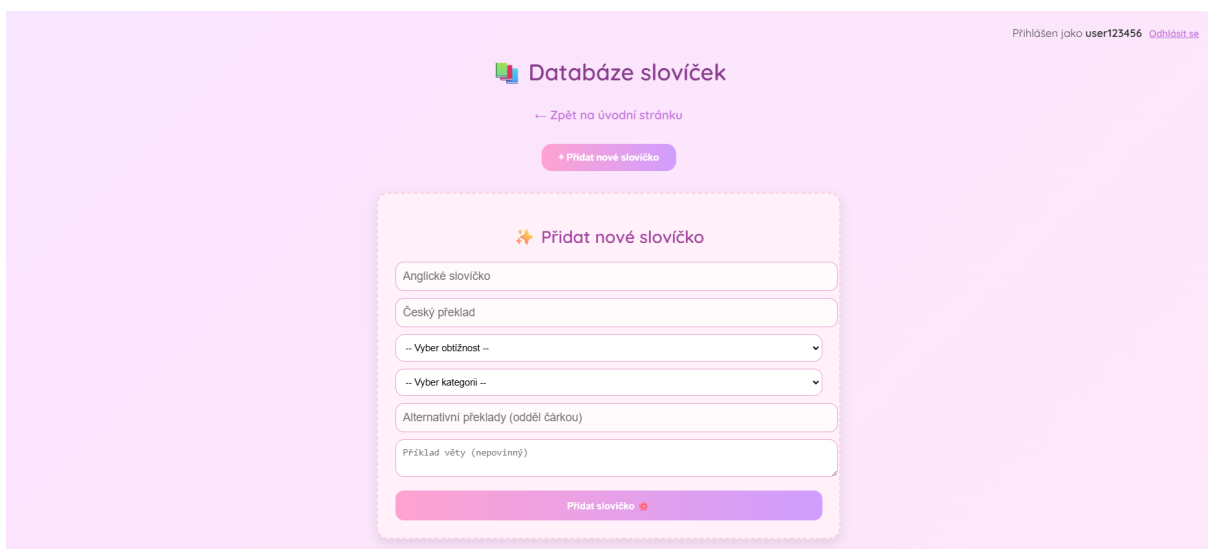 Přihlášen jako user123456 Odhlásit se
📚 Databáze slovíček
← Zpět na úvodní stránku
+ Přidat nové slovíčko
✨ Přidat nové slovíčko
Anglické slovíčko
Český překlad
-- Vyber obtížnost --
-- Vyber kategorii --
Alternativní překlady (odděl čárkou)
Příklad věty (nepovinný)
Přidat slovíčko 🌺